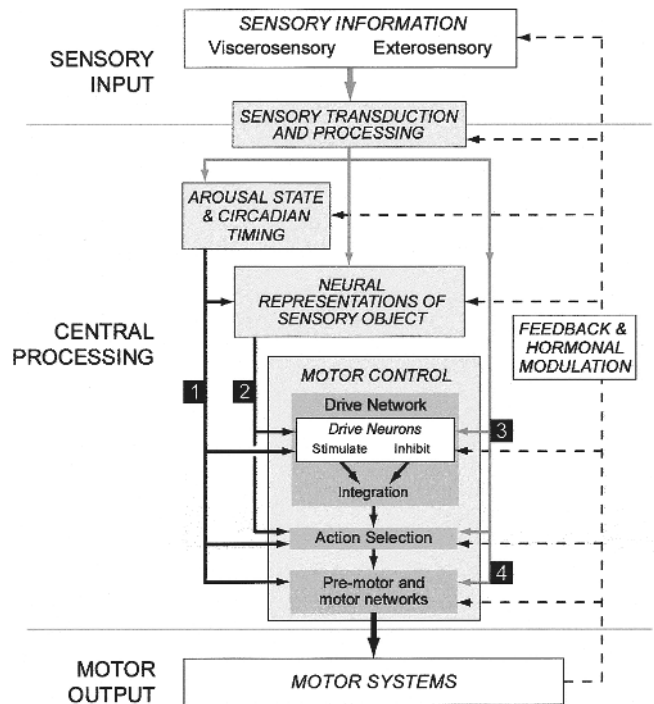 SENSORY INPUT
SENSORY INFORMATION
Viscerosensory Exterosensory
SENSORY TRANSDUCTION
AND PROCESSING
AROUSAL STATE
& CIRCADIAN
TIMING
NEURAL
REPRESENTATIONS OF
SENSORY OBJECT
CENTRAL
PROCESSING
FEEDBACK &
HORMONAL
MODULATION
1
2
MOTOR CONTROL
Drive Network
Drive Neurons
Stimulate Inhibit
3
Integration
Action Selection
4
Pre-motor and
motor networks
MOTOR
OUTPUT
MOTOR SYSTEMS